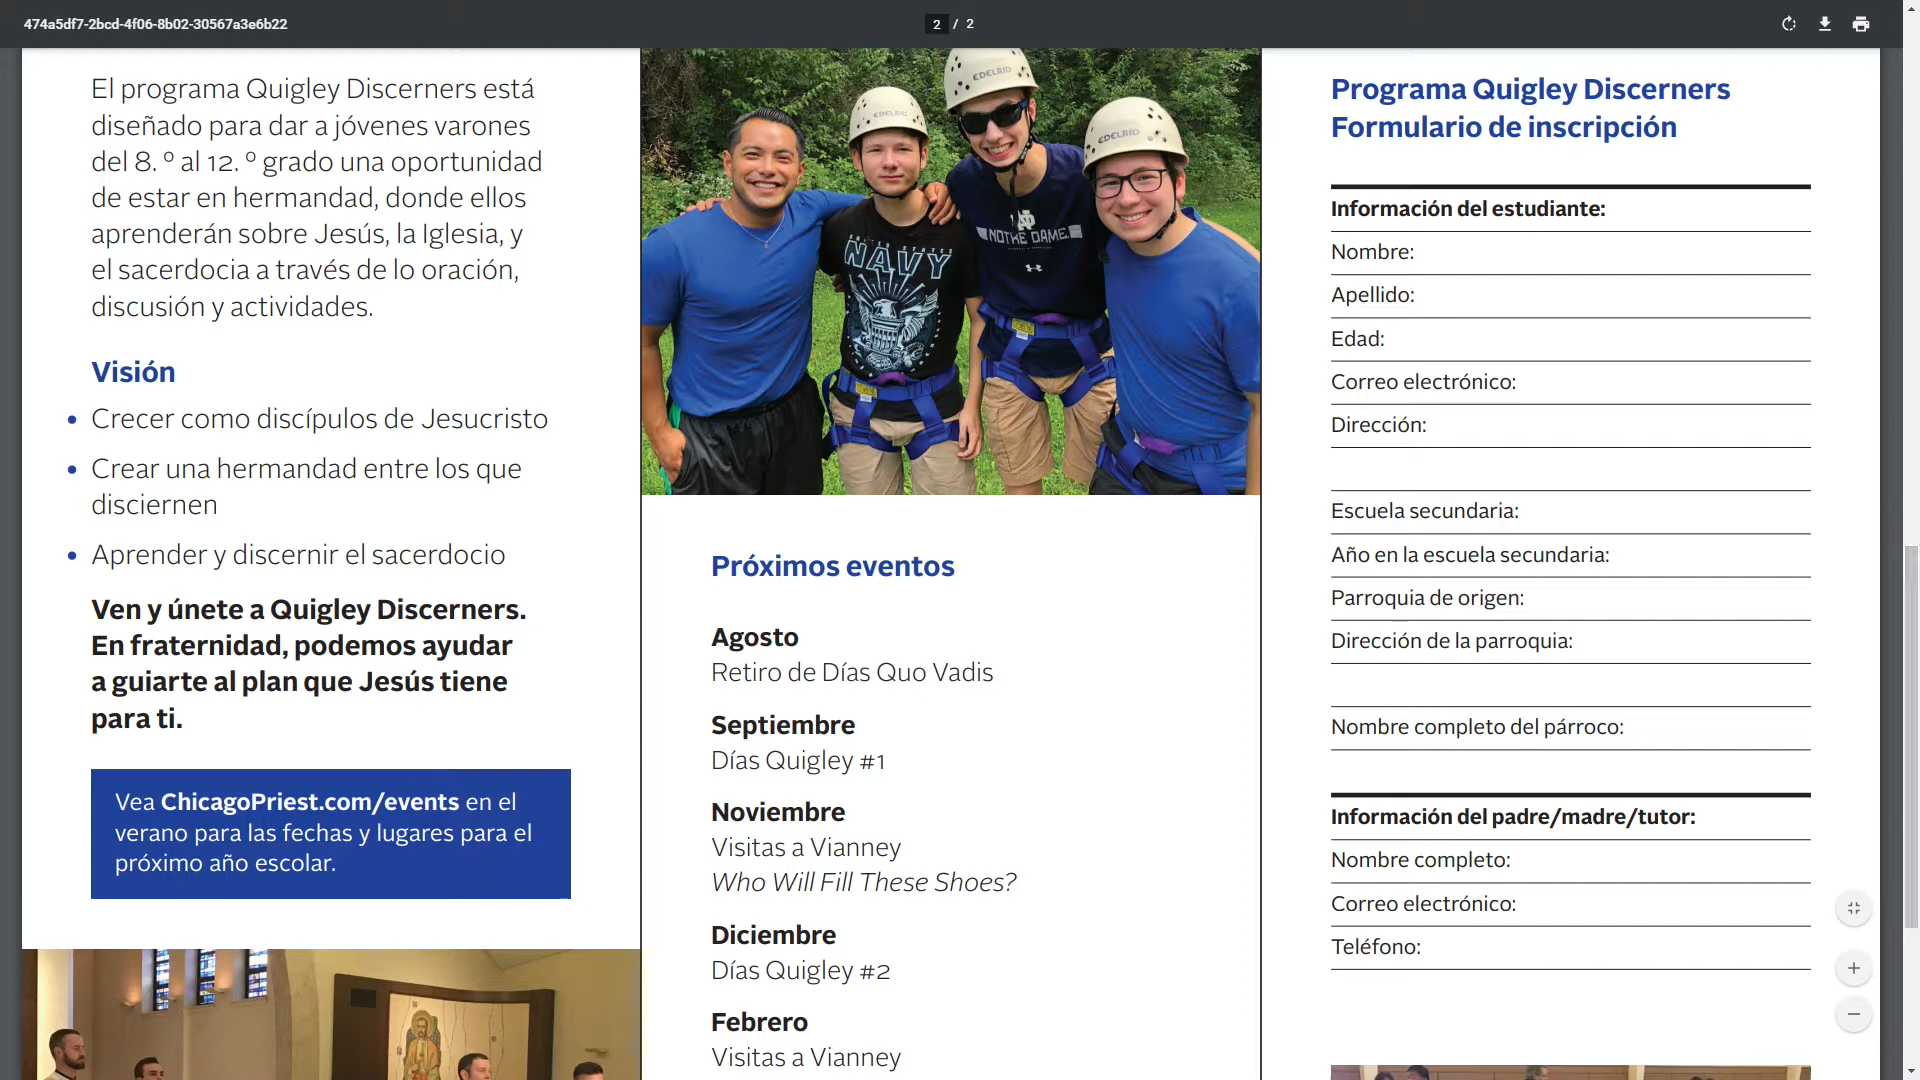 474a5df7-2bcd-4f06-8b02-30567a3e6b22
2 / 2
El programa Quigley Discerners está
diseñado para dar a jóvenes varones
del 8. º al 12. º grado una oportunidad
de estar en hermandad, donde ellos
aprenderán sobre Jesús, la Iglesia, y
el sacerdocia a través de lo oración,
discusión y actividades.
Visión
• Crecer como discípulos de Jesucristo
• Crear una hermandad entre los que
disciernen
• Aprender y discernir el sacerdocio
Ven y únete a Quigley Discerners.
En fraternidad, podemos ayudar
a guiarte al plan que Jesús tiene
para ti.
Vea ChicagoPriest.com/events en el
verano para las fechas y lugares para el
próximo año escolar.
EDELRID
EDELRID
EDELRID
UNITED STATES
NAVY
NOTRE DAME
Próximos eventos
Agosto
Retiro de Días Quo Vadis
Septiembre
Días Quigley #1
Noviembre
Visitas a Vianney
Who Will Fill These Shoes?
Diciembre
Días Quigley #2
Febrero
Visitas a Vianney
Programa Quigley Discerners
Formulario de inscripción
Información del estudiante:
Nombre:
Apellido:
Edad:
Correo electrónico:
Dirección:
Escuela secundaria:
Año en la escuela secundaria:
Parroquia de origen:
Dirección de la parroquia:
Nombre completo del párroco:
Información del padre/madre/tutor:
Nombre completo:
Correo electrónico:
Teléfono: